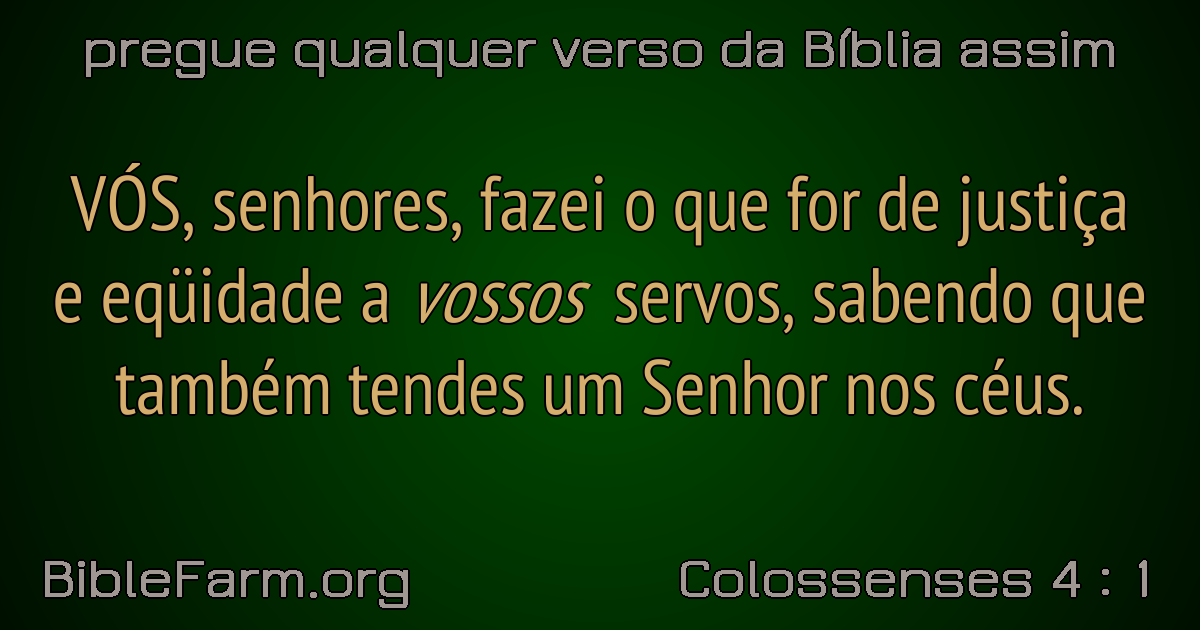 pregue qualquer verso da Bíblia assim
VÓS, senhores, fazei o que for de justiça
e eqüidade a vossos servos, sabendo que
também tendes um Senhor nos céus.
BibleFarm.org
Colossenses 4 : 1